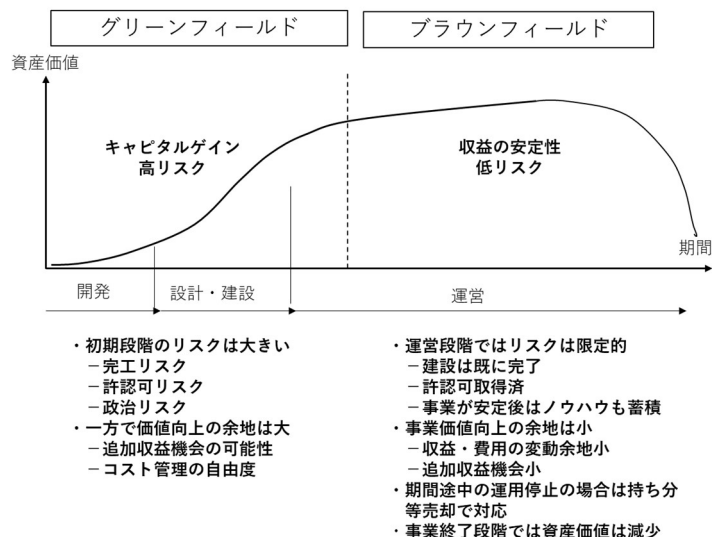 グリーンフィールド
ブラウンフィールド
資産価値
キャピタルゲイン
高リスク
収益の安定性
低リスク
期間
開発
設計・建設
運営
・初期段階のリスクは大きい
－完工リスク
－許認可リスク
－政治リスク
・一方で価値向上の余地は大
－追加収益機会の可能性
－コスト管理の自由度
・運営段階ではリスクは限定的
－建設は既に完了
－許認可取得済
－事業が安定後はノウハウも蓄積
・事業価値向上の余地は小
－収益・費用の変動余地小
－追加収益機会小
・期間途中の運用停止の場合は持ち分
等売却で対応
・事業終了段階では資産価値は減少